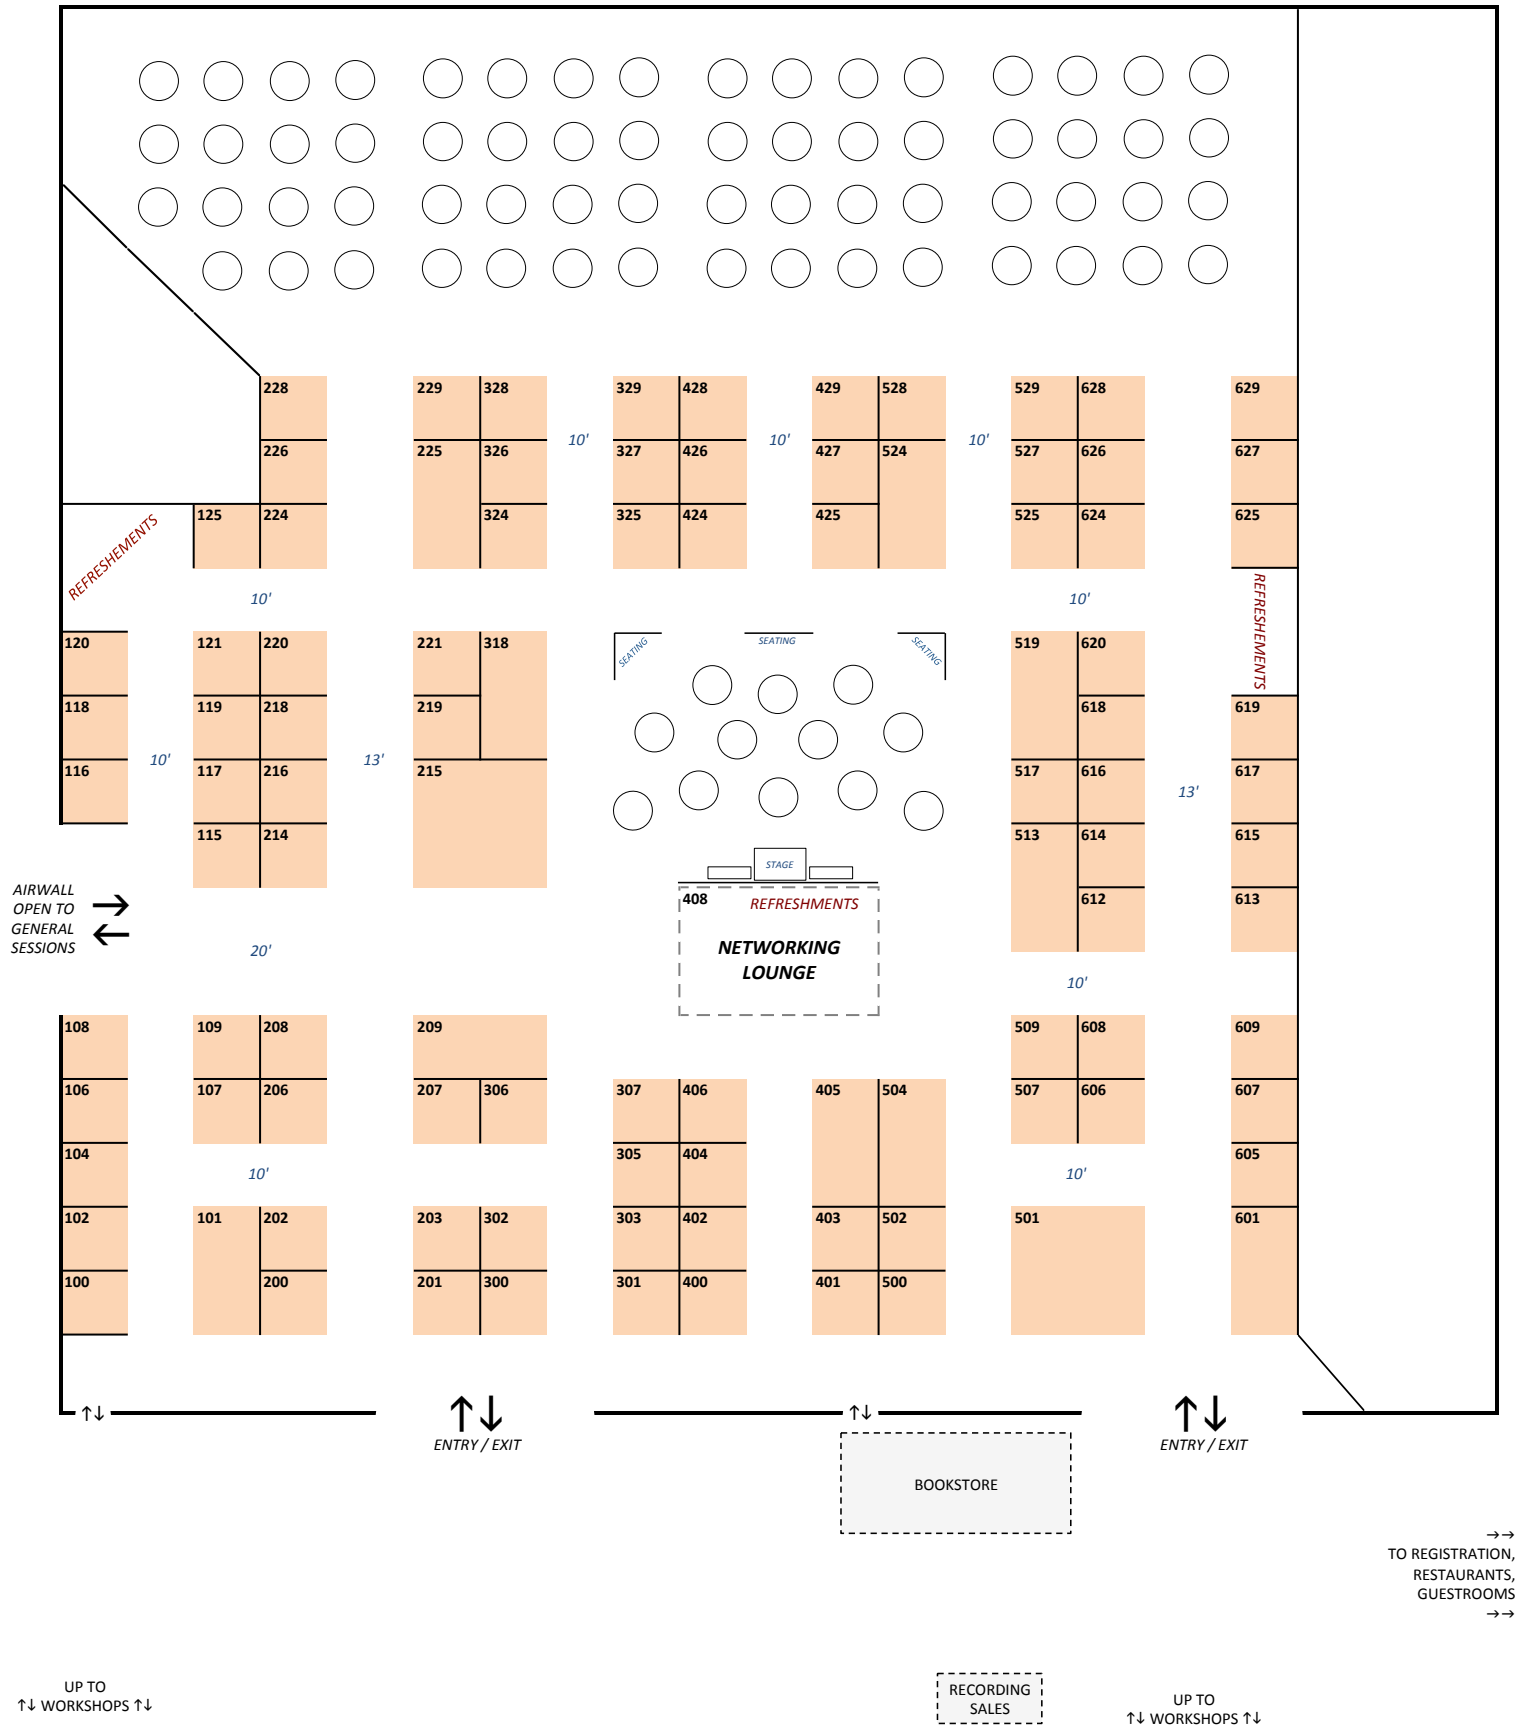 228 229 328 329 428 429 528 529 628 629
10' 10' 10'
226 225 326 327 426 427 524 527 626 627
125 224 324 325 424 425 525 624 625
REFRESHEMENTS
10' 10'
REFRESHEMENTS
120 121 220 221 318 519 620
SEATING SEATING SEATING
118 119 218 219 618 619
10' 13'
116 117 216 215 517 616 617
13'
115 214 513 614 615
STAGE
AIRWALL
OPEN TO
GENERAL
SESSIONS
→
←
408 REFRESHMENTS
612 613
NETWORKING
LOUNGE
20'
10'
108 109 208 209 509 608 609
106 107 206 207 306 307 406 405 504 507 606 607
104 305 404 605
10' 10'
102 101 202 203 302 303 402 403 502 501 601
100 200 201 300 301 400 401 500
↑↓ ↑↓ ↑↓ ↑↓
ENTRY / EXIT ENTRY / EXIT
BOOKSTORE
→→
TO REGISTRATION,
RESTAURANTS,
GUESTROOMS
→→
UP TO
↑↓ WORKSHOPS ↑↓
RECORDING
SALES
UP TO
↑↓ WORKSHOPS ↑↓